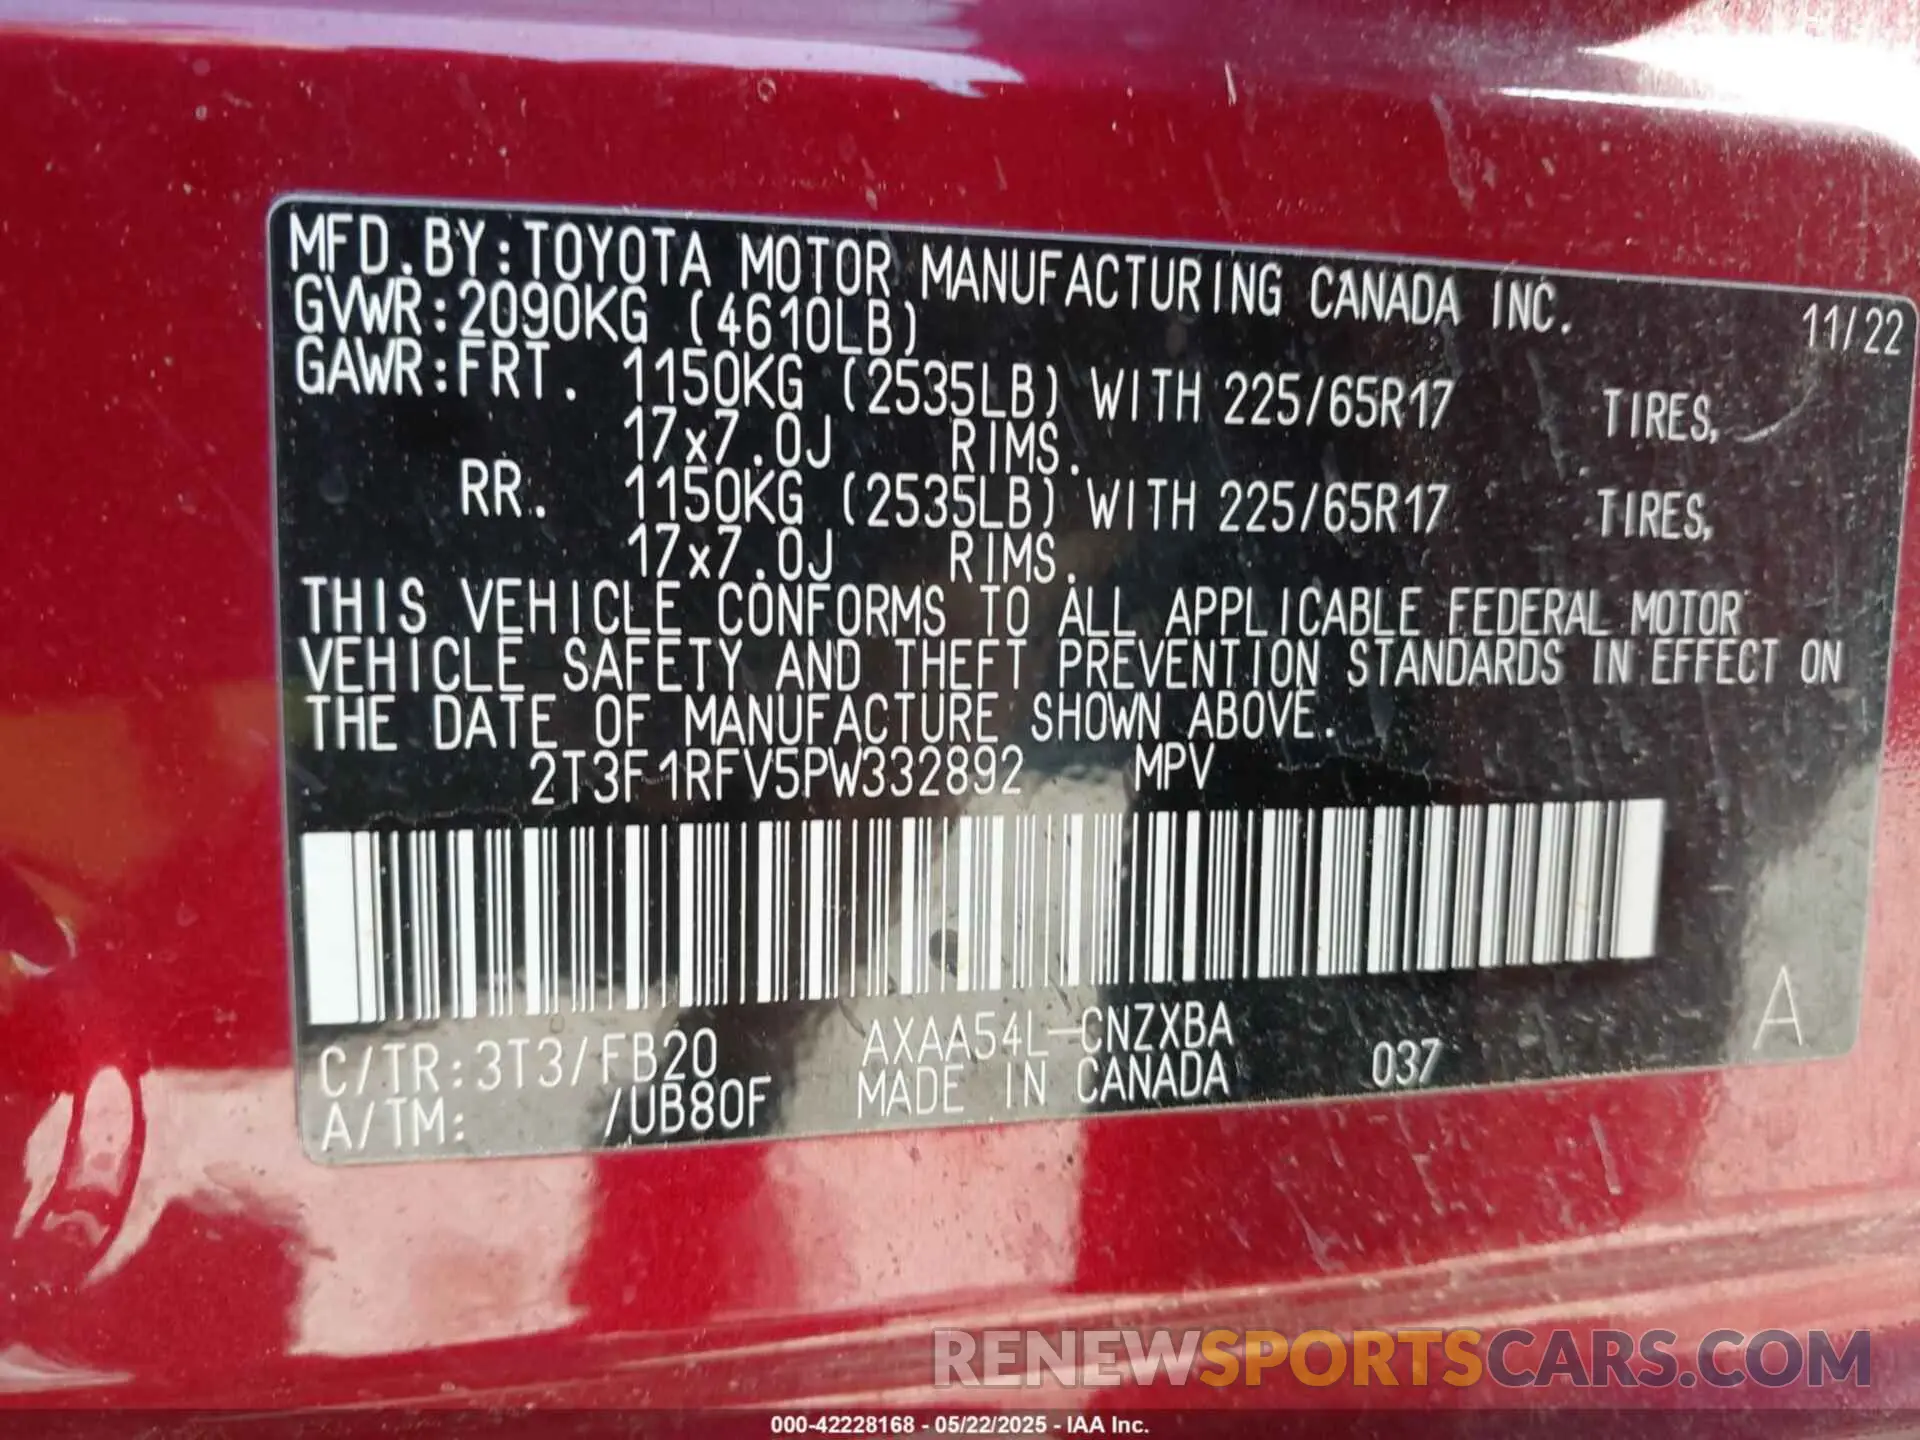 MFD.BY:TOYOTA MOTOR MANUFACTURING CANADA INC. 11/22
GVWR:2090KG (4610LB)
GAWR:FRT. 1150KG (2535LB) WITH 225/65R17 TIRES,
17x7.0J RIMS.
RR. 1150KG (2535LB) WITH 225/65R17 TIRES,
17x7.0J RIMS.
THIS VEHICLE CONFORMS TO ALL APPLICABLE FEDERAL MOTOR
VEHICLE SAFETY AND THEFT PREVENTION STANDARDS IN EFFECT ON
THE DATE OF MANUFACTURE SHOWN ABOVE.
2T3F1RFV5PW332892 MPV
C/TR:3T3/FB20 AXAA54L-CNZXBA
A/TM: /UB80F MADE IN CANADA 037 A
RENEWSPORTSCARS.COM
000-42228168 - 05/22/2025 - IAA Inc.